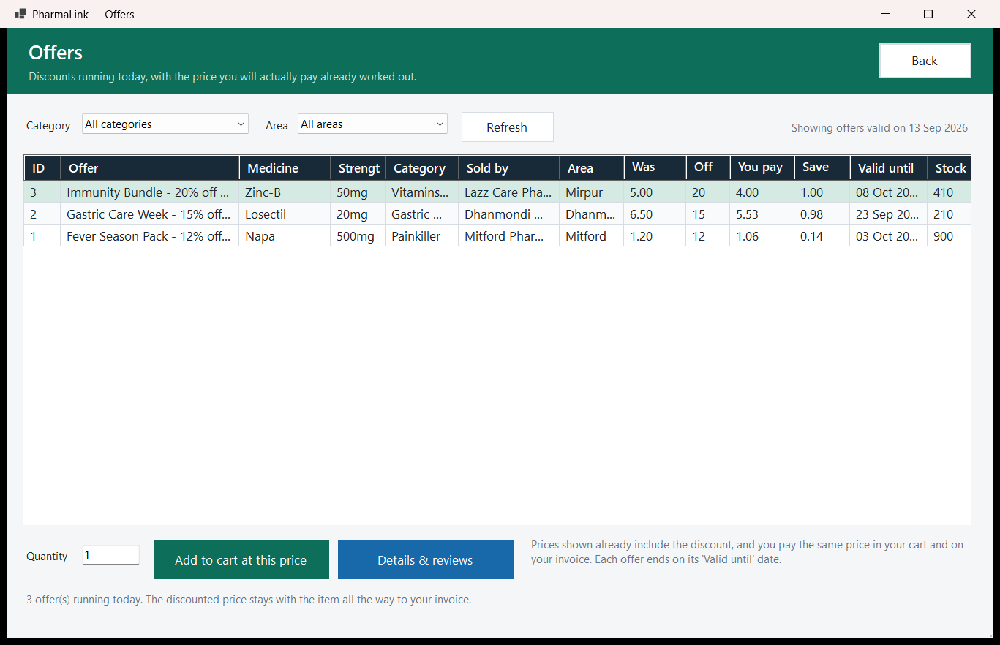 PharmaLink - Offers
Offers
Back
Discounts running today, with the price you will actually pay already worked out.
Category All categories Area All areas Refresh Showing offers valid on 13 Sep 2026
ID Offer Medicine Strengt Category Sold by Area Was Off You pay Save Valid until Stock
3 Immunity Bundle - 20% off ... Zinc-B 50mg Vitamins... Lazz Care Pha... Mirpur 5.00 20 4.00 1.00 08 Oct 20... 410
2 Gastric Care Week - 15% off... Losectil 20mg Gastric ... Dhanmondi ... Dhanm... 6.50 15 5.53 0.98 23 Sep 20... 210
1 Fever Season Pack - 12% off... Napa 500mg Painkiller Mitford Phar... Mitford 1.20 12 1.06 0.14 03 Oct 20... 900
Quantity 1 Add to cart at this price Details & reviews
Prices shown already include the discount, and you pay the same price in your cart and on
your invoice. Each offer ends on its 'Valid until' date.
3 offer(s) running today. The discounted price stays with the item all the way to your invoice.